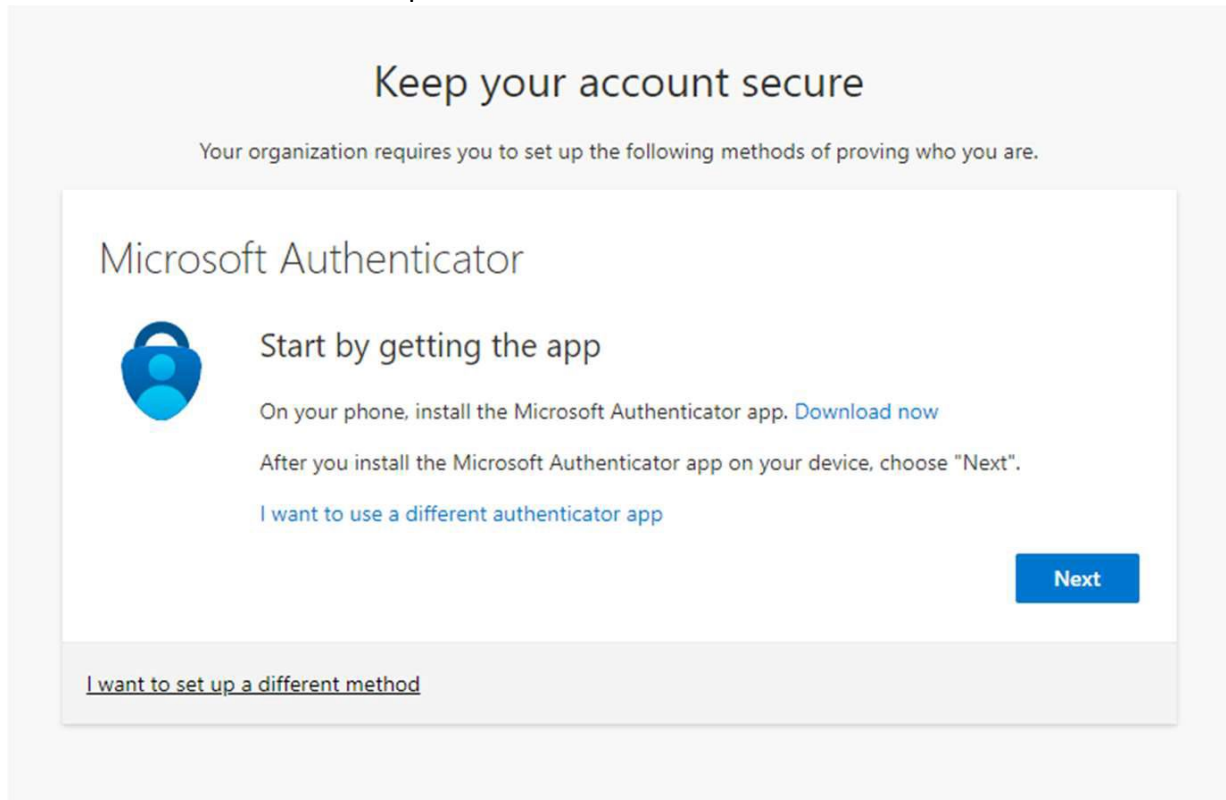 Keep your account secure
Your organization requires you to set up the following methods of proving who you are.
Microsoft Authenticator
Start by getting the app
On your phone, install the Microsoft Authenticator app. Download now
After you install the Microsoft Authenticator app on your device, choose "Next".
I want to use a different authenticator app
Next
I want to set up a different method